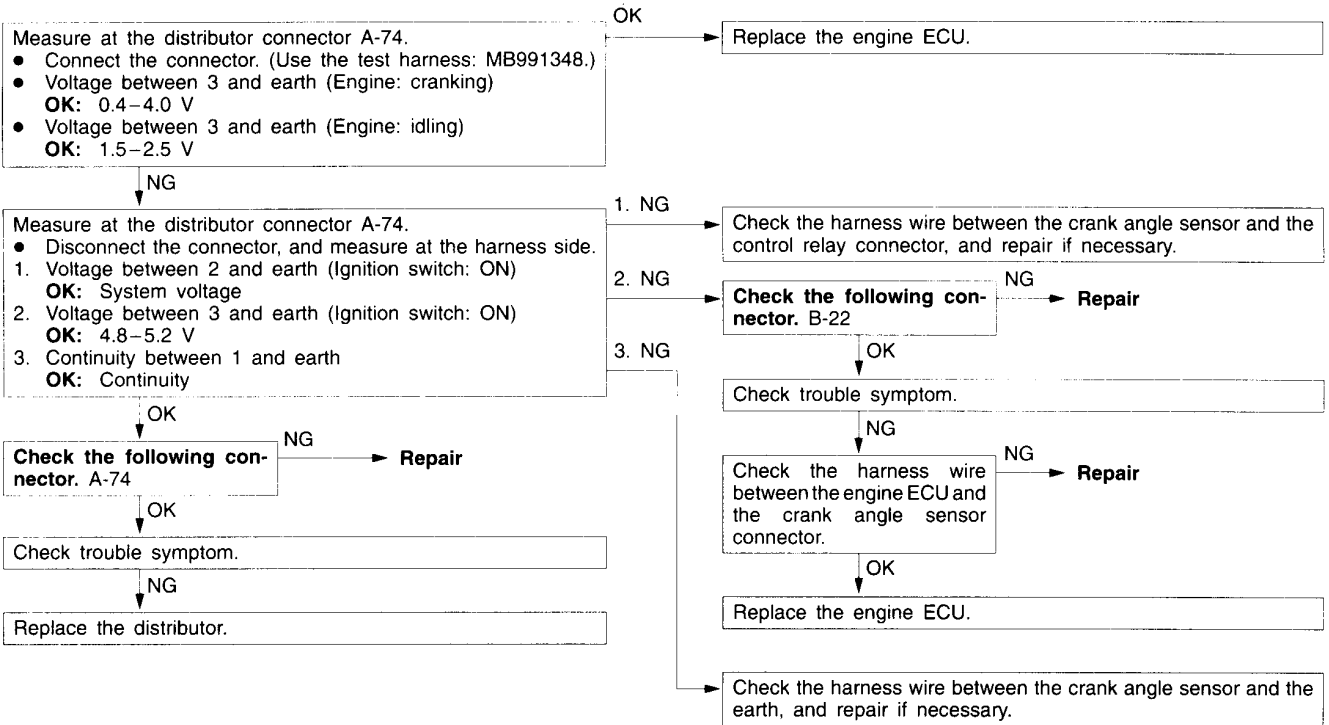 Measure at the distributor connector A-74.
● Connect the connector. (Use the test harness: MB991348.)
● Voltage between 3 and earth (Engine: cranking)
OK: 0.4–4.0 V
● Voltage between 3 and earth (Engine: idling)
OK: 1.5–2.5 V
OK
Replace the engine ECU.
NG
Measure at the distributor connector A-74.
● Disconnect the connector, and measure at the harness side.
1. Voltage between 2 and earth (Ignition switch: ON)
OK: System voltage
2. Voltage between 3 and earth (Ignition switch: ON)
OK: 4.8–5.2 V
3. Continuity between 1 and earth
OK: Continuity
1. NG
Check the harness wire between the crank angle sensor and the
control relay connector, and repair if necessary.
2. NG
Check the following con-
nector. B-22
NG
Repair
OK
Check trouble symptom.
NG
Check the harness wire
between the engine ECU and
the crank angle sensor
connector.
NG
Repair
OK
Replace the engine ECU.
3. NG
Check the harness wire between the crank angle sensor and the
earth, and repair if necessary.
OK
Check the following con-
nector. A-74
NG
Repair
OK
Check trouble symptom.
NG
Replace the distributor.